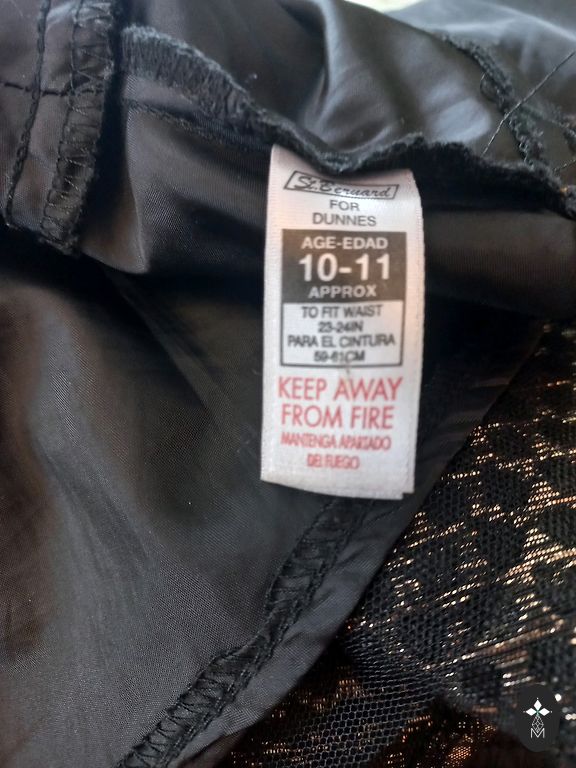 St.Bernard
FOR
DUNNES
AGE-EDAD
10-11
APPROX
TO FIT WAIST
23-24IN
PARA EL CINTURA
59-61CM
KEEP AWAY
FROM FIRE
MANTENGA APARTADO
DEL FUEGO
M